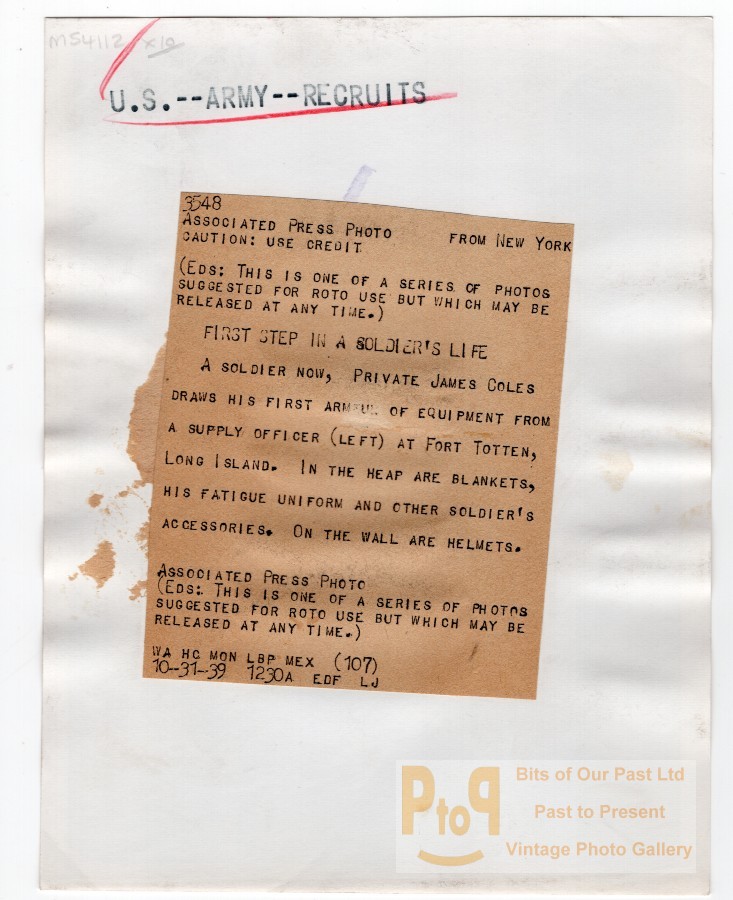 M54112 x10
U.S.--ARMY--RECRUITS
3548
ASSOCIATED PRESS PHOTO FROM NEW YORK
CAUTION: USE CREDIT
(EDS: THIS IS ONE OF A SERIES OF PHOTOS
SUGGESTED FOR ROTO USE BUT WHICH MAY BE
RELEASED AT ANY TIME.)
FIRST STEP IN A SOLDIER'S LIFE
A SOLDIER NOW, PRIVATE JAMES COLES
DRAWS HIS FIRST ARMFUL OF EQUIPMENT FROM
A SUPPLY OFFICER (LEFT) AT FORT TOTTEN,
LONG ISLAND. IN THE HEAP ARE BLANKETS,
HIS FATIGUE UNIFORM AND OTHER SOLDIER'S
ACCESSORIES. ON THE WALL ARE HELMETS.
ASSOCIATED PRESS PHOTO
(EDS: THIS IS ONE OF A SERIES OF PHOTOS
SUGGESTED FOR ROTO USE BUT WHICH MAY BE
RELEASED AT ANY TIME.)
WA HC MON LBP MEX (107)
10--31--39 1230A EDF LJ
PtoP
Bits of Our Past Ltd
Past to Present
Vintage Photo Gallery